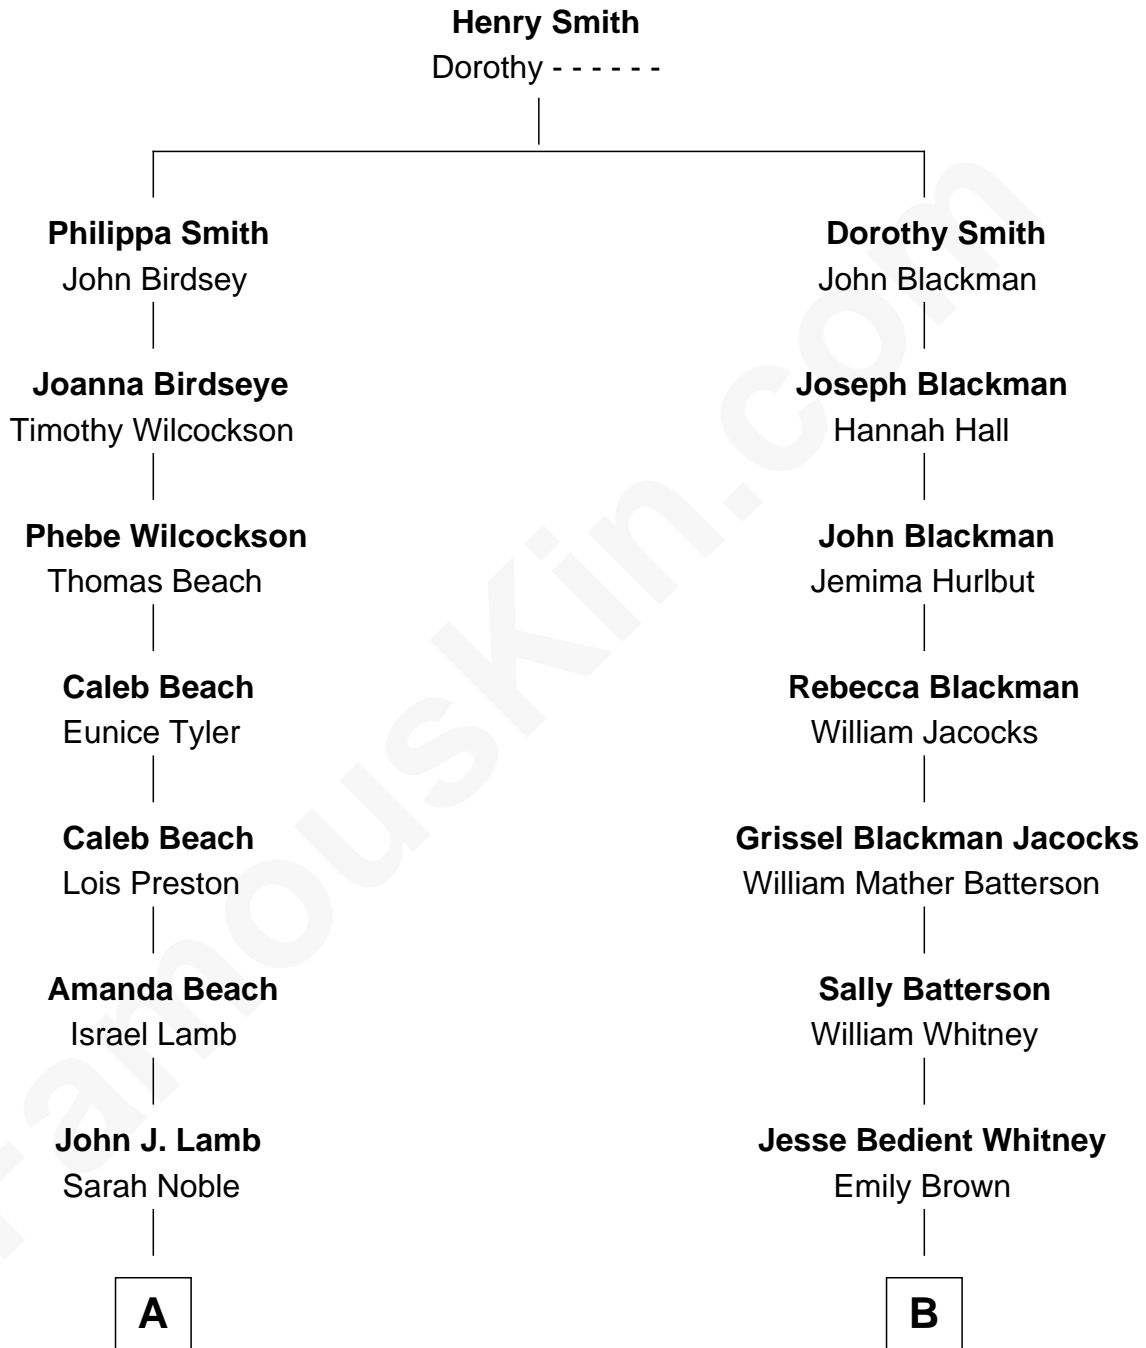 Henry Smith
Dorothy - - - - - -
Philippa Smith
John Birdsey
Dorothy Smith
John Blackman
Joanna Birdseye
Timothy Wilcockson
Joseph Blackman
Hannah Hall
Phebe Wilcockson
Thomas Beach
John Blackman
Jemima Hurlbut
Caleb Beach
Eunice Tyler
Rebecca Blackman
William Jacocks
Caleb Beach
Lois Preston
Grissel Blackman Jacocks
William Mather Batterson
Amanda Beach
Israel Lamb
Sally Batterson
William Whitney
John J. Lamb
Sarah Noble
Jesse Bedient Whitney
Emily Brown
A
B
FamousKin.com